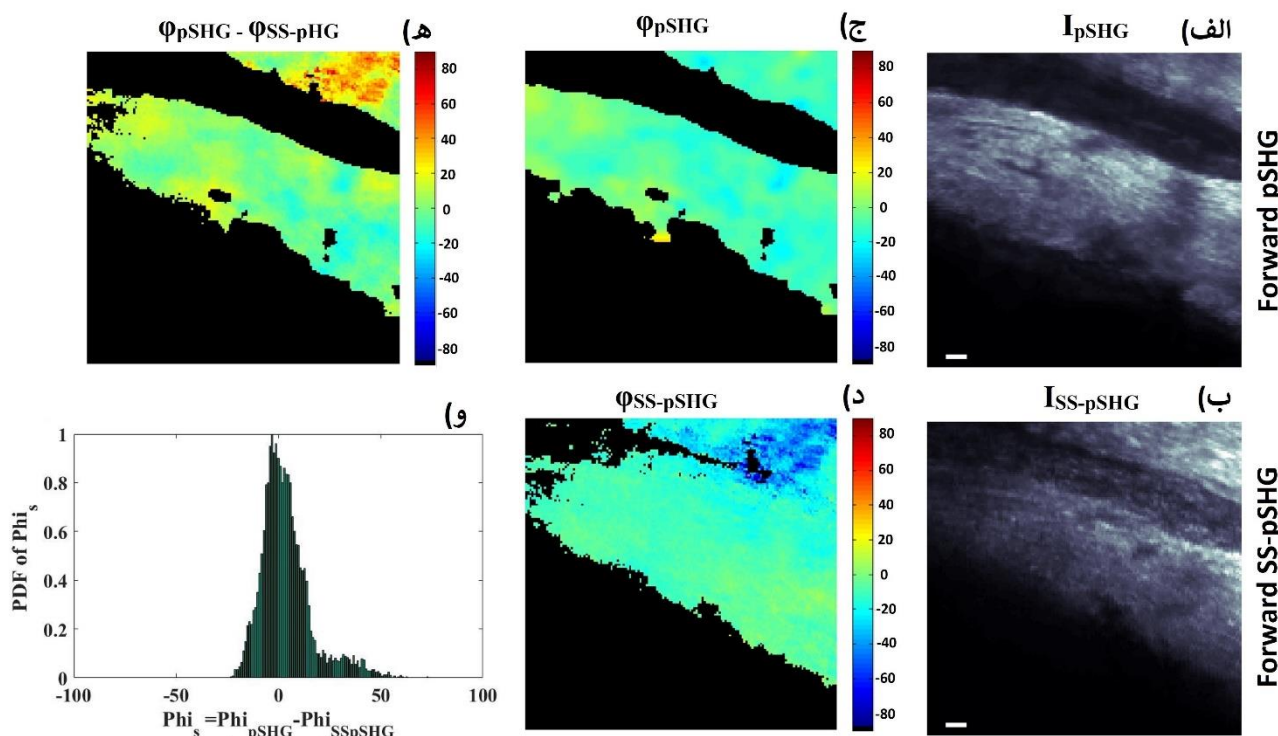 φpSHG - φSS-pHG
ه)
φpSHG
ج)
IpSHG
الف)
80
60
40
20
0
-20
-40
-60
-80
80
60
40
20
0
-20
-40
-60
-80
Forward pSHG
و)
φSS-pSHG
د)
ISS-pSHG
ب)
1
0.8
0.6
0.4
0.2
0
PDF of Phis
-100
-50
0
50
100
Phis =PhipSHG-PhiSSpSHG
80
60
40
20
0
-20
-40
-60
-80
Forward SS-pSHG